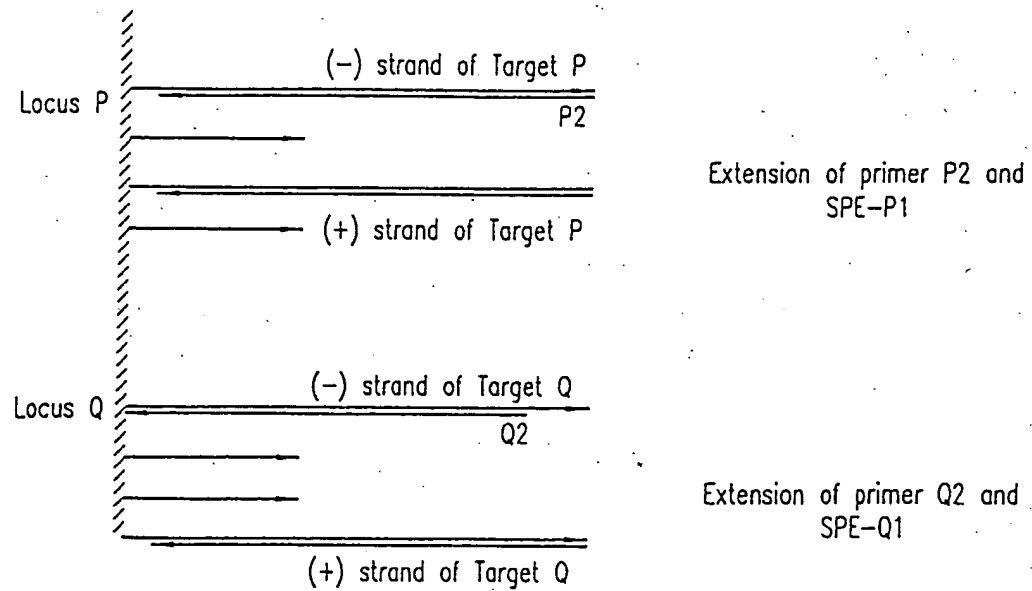 (-) strand of Target P
Locus P
P2
Extension of primer P2 and
SPE-P1
(+) strand of Target P
(-) strand of Target Q
Locus Q
Q2
Extension of primer Q2 and
SPE-Q1
(+) strand of Target Q